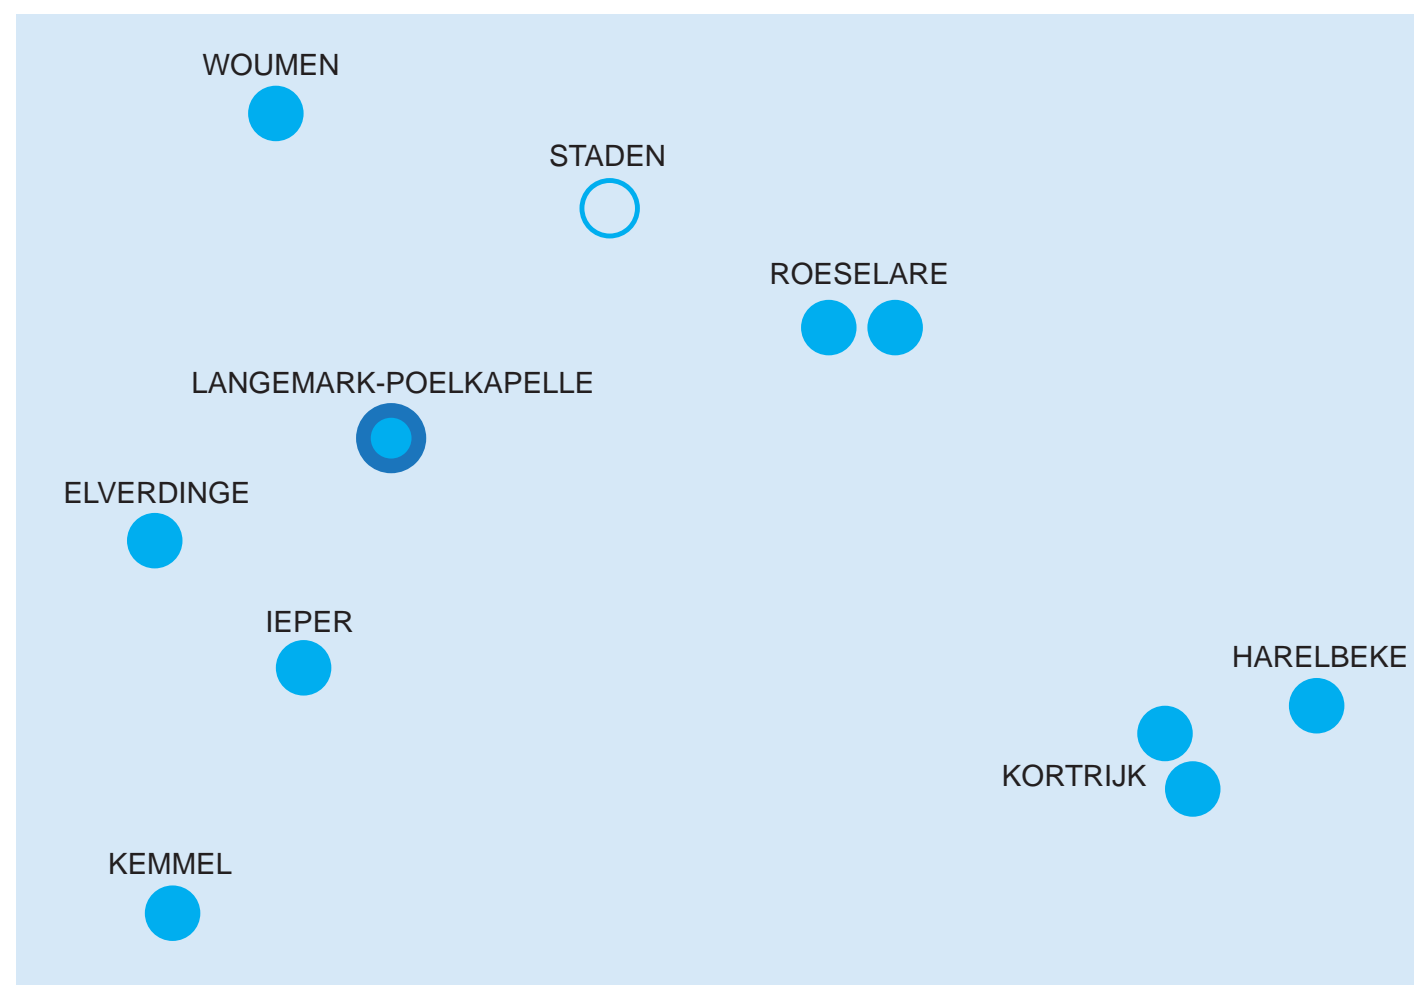 WOUMEN
STADEN
ROESELARE
LANGEMARK-POELKAPELLE
ELVERDINGE
IEPER
HARELBEKE
KORTRIJK
KEMMEL